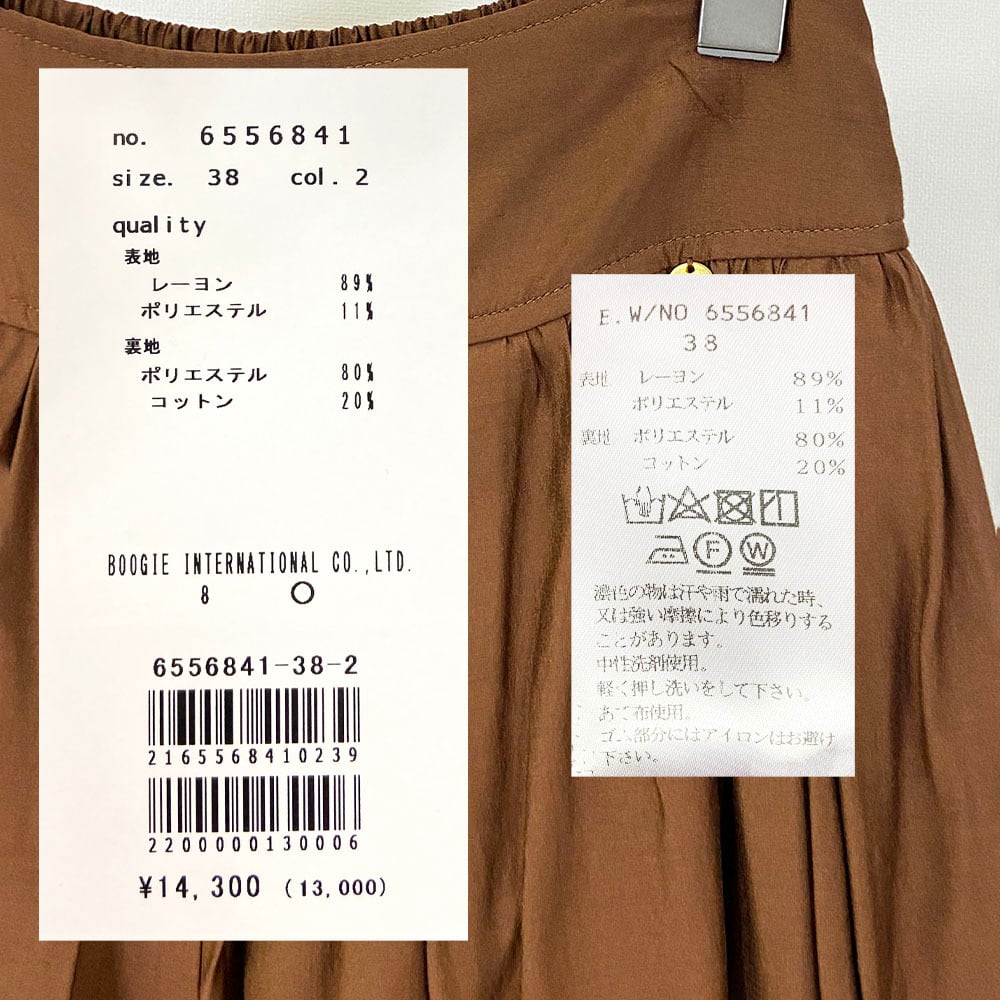 no. 6556841
size. 38 col. 2
quality
表地
レーヨン 89%
ポリエステル 11%
裏地
ポリエステル 80%
コットン 20%
BOOGIE INTERNATIONAL CO.,LTD.
8 ○
6556841-38-2
2165568410239
2200000130006
¥14,300 (13,000)
E.W/NO 6556841
38
表地 レーヨン 89%
ポリエステル 11%
裏地 ポリエステル 80%
コットン 20%
F W
濃色の物は汗や雨で濡れた時、
又は強い摩擦により色移りする
ことがあります。
中性洗剤使用。
軽く押し洗いをして下さい。
あて布使用。
ゴム部分にはアイロンはお避け
下さい。